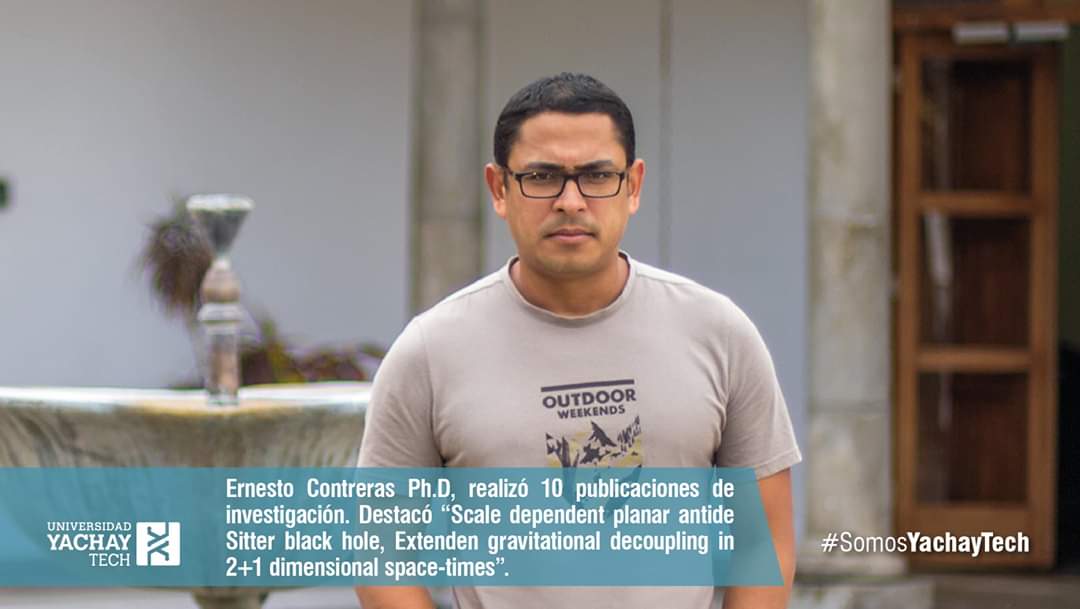 OUTDOOR
WEEKENDS
Ernesto Contreras Ph.D, realizó 10 publicaciones de
investigación. Destacó “Scale dependent planar antide
Sitter black hole, Extenden gravitational decoupling in
2+1 dimensional space-times”.
UNIVERSIDAD
YACHAY
TECH
#SomosYachayTech